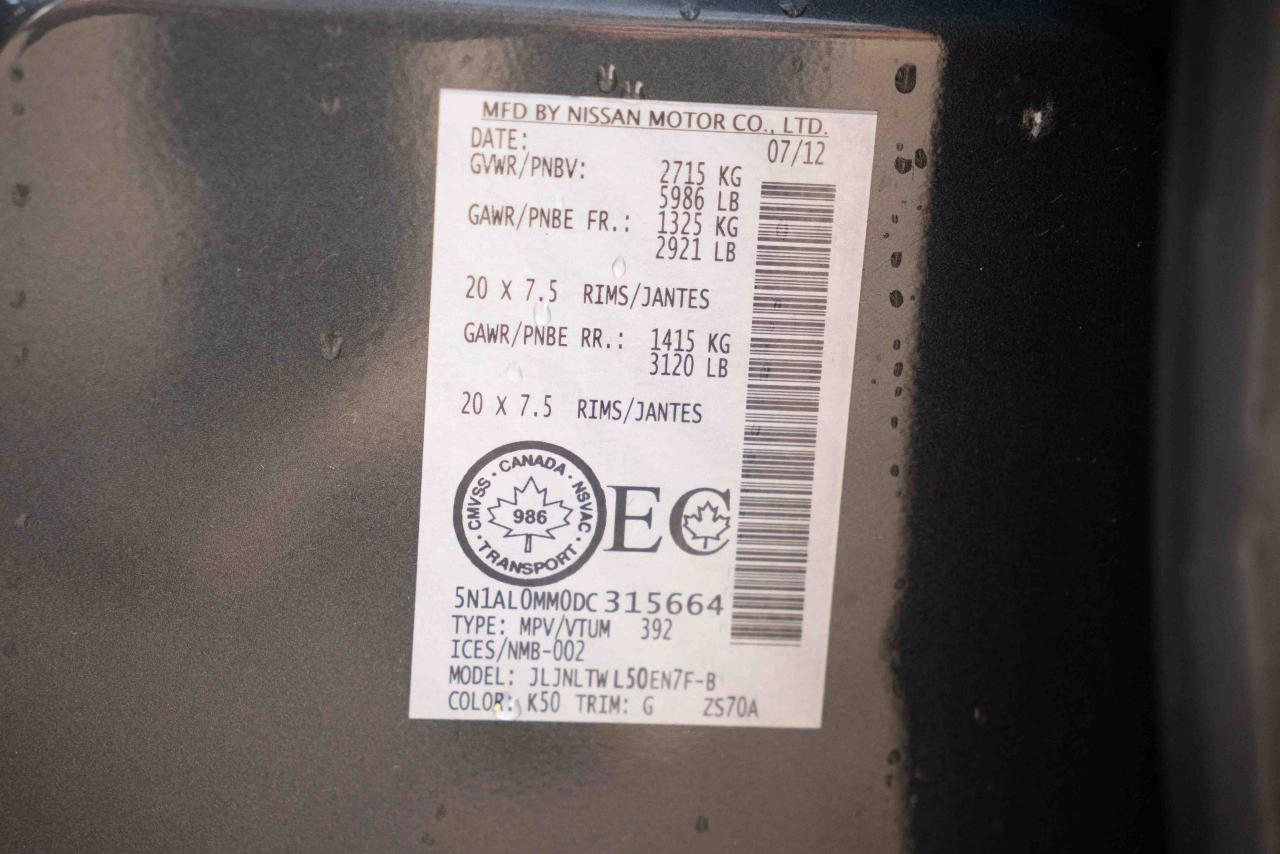 MFD BY NISSAN MOTOR CO., LTD.
DATE: 07/12
GVWR/PNBV: 2715 KG
5986 LB
GAWR/PNBE FR.: 1325 KG
2921 LB
20 X 7.5 RIMS/JANTES
GAWR/PNBE RR.: 1415 KG
3120 LB
20 X 7.5 RIMS/JANTES
CANADA · NSVAC · TRANSPORT · CMVSS ·
986
EC
5N1AL0MM0DC315664
TYPE: MPV/VTUM 392
ICES/NMB-002
MODEL: JLJNLTWL50EN7F-B
COLOR: K50 TRIM: G ZS70A